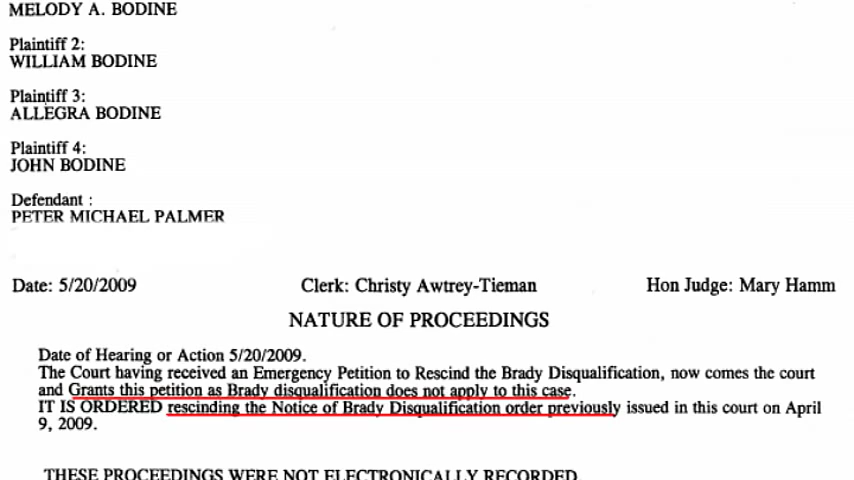 MELODY A. BODINE
Plaintiff 2:
WILLIAM BODINE
Plaintiff 3:
ALLEGRA BODINE
Plaintiff 4:
JOHN BODINE
Defendant :
PETER MICHAEL PALMER
Date: 5/20/2009 Clerk: Christy Awtrey-Tieman Hon Judge: Mary Hamm
NATURE OF PROCEEDINGS
Date of Hearing or Action 5/20/2009.
The Court having received an Emergency Petition to Rescind the Brady Disqualification, now comes the court
and Grants this petition as Brady disqualification does not apply to this case.
IT IS ORDERED rescinding the Notice of Brady Disqualification order previously issued in this court on April
9, 2009.
THESE PROCEEDINGS WERE NOT ELECTRONICALLY RECORDED.